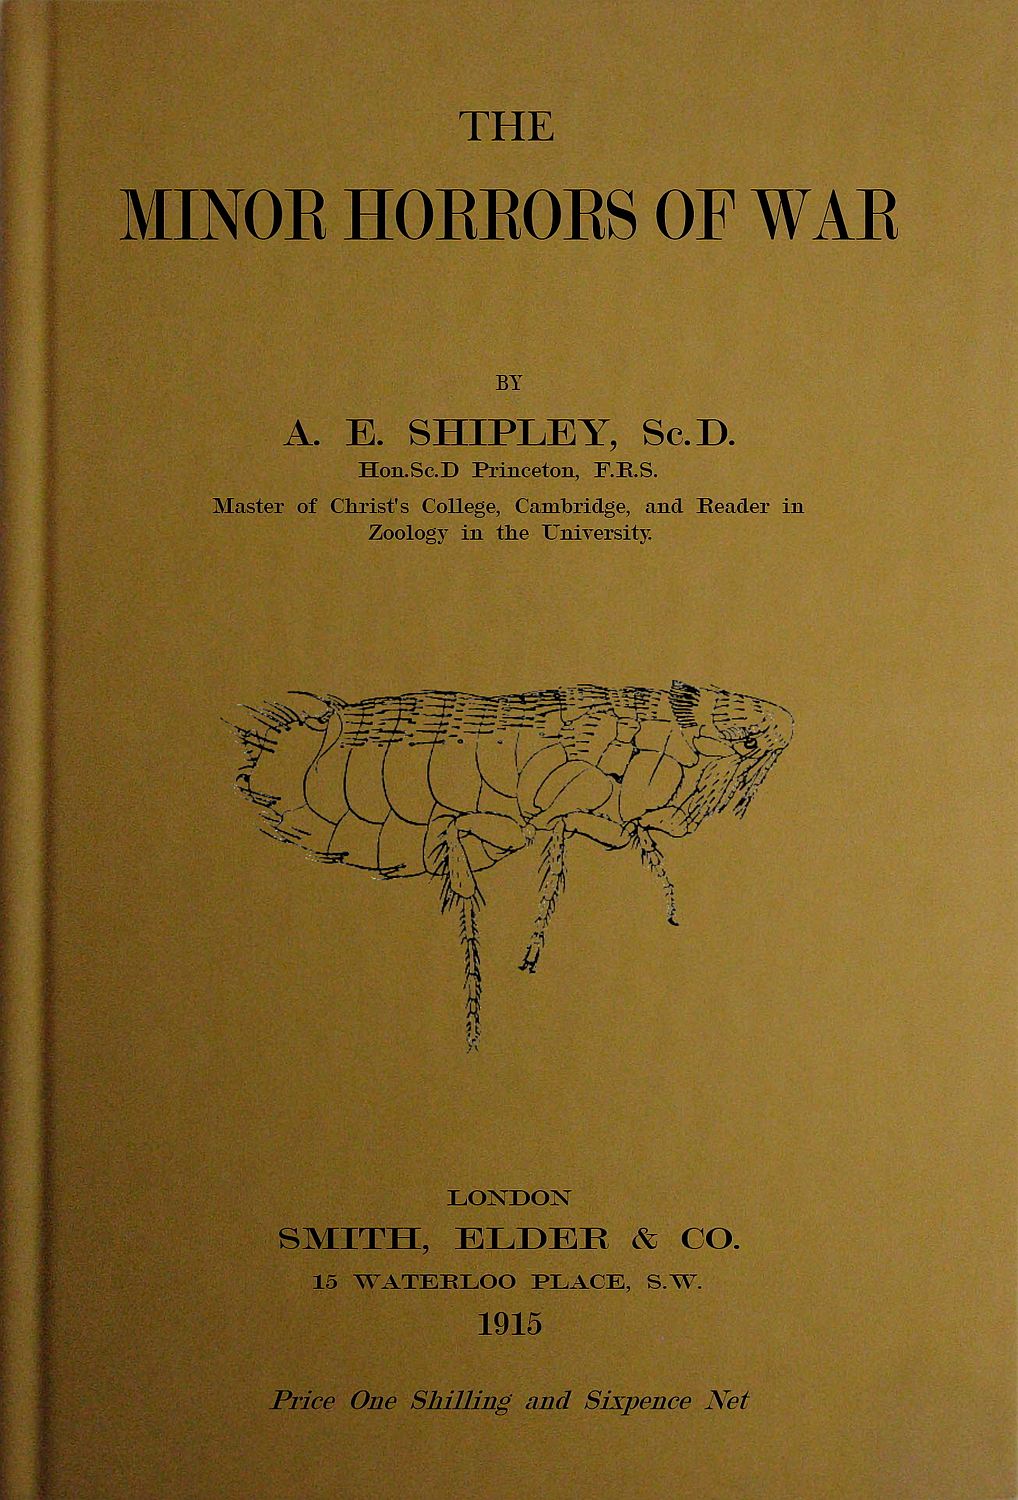 THE
MINOR HORRORS OF WAR
BY
A. E. SHIPLEY, Sc.D.
Hon.Sc.D Princeton, F.R.S.
Master of Christ's College, Cambridge, and Reader in
Zoology in the University.
LONDON
SMITH, ELDER & CO.
15 WATERLOO PLACE, S.W.
1915
Price One Shilling and Sixpence Net